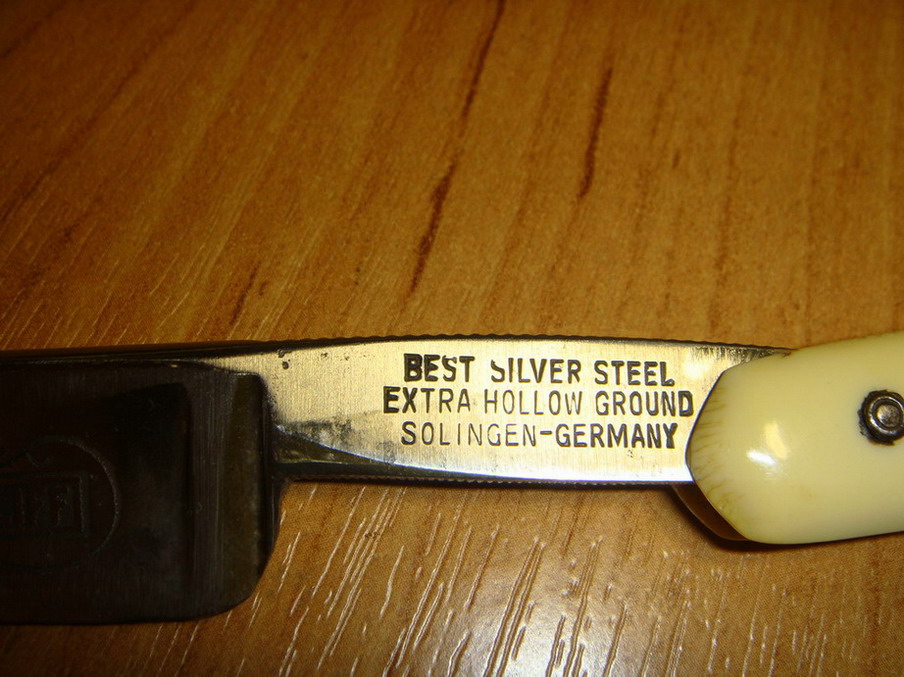 BEST SILVER STEEL
EXTRA HOLLOW GROUND
SOLINGEN-GERMANY